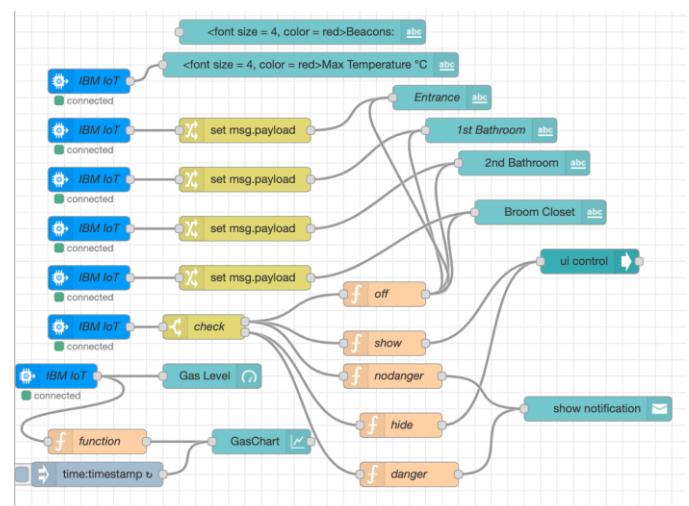 <font size = 4, color = red>Beacons: abc
<font size = 4, color = red>Max Temperature °C abc
IBM IoT
connected
Entrance abc
IBM IoT set msg.payload 1st Bathroom abc
connected
2nd Bathroom abc
IBM IoT set msg.payload
connected
Broom Closet abc
IBM IoT set msg.payload
connected
ui control
IBM IoT set msg.payload
connected
off
IBM IoT check
connected
show
IBM IoT Gas Level nodanger
connected
show notification
hide
function GasChart
time:timestamp ↻ danger